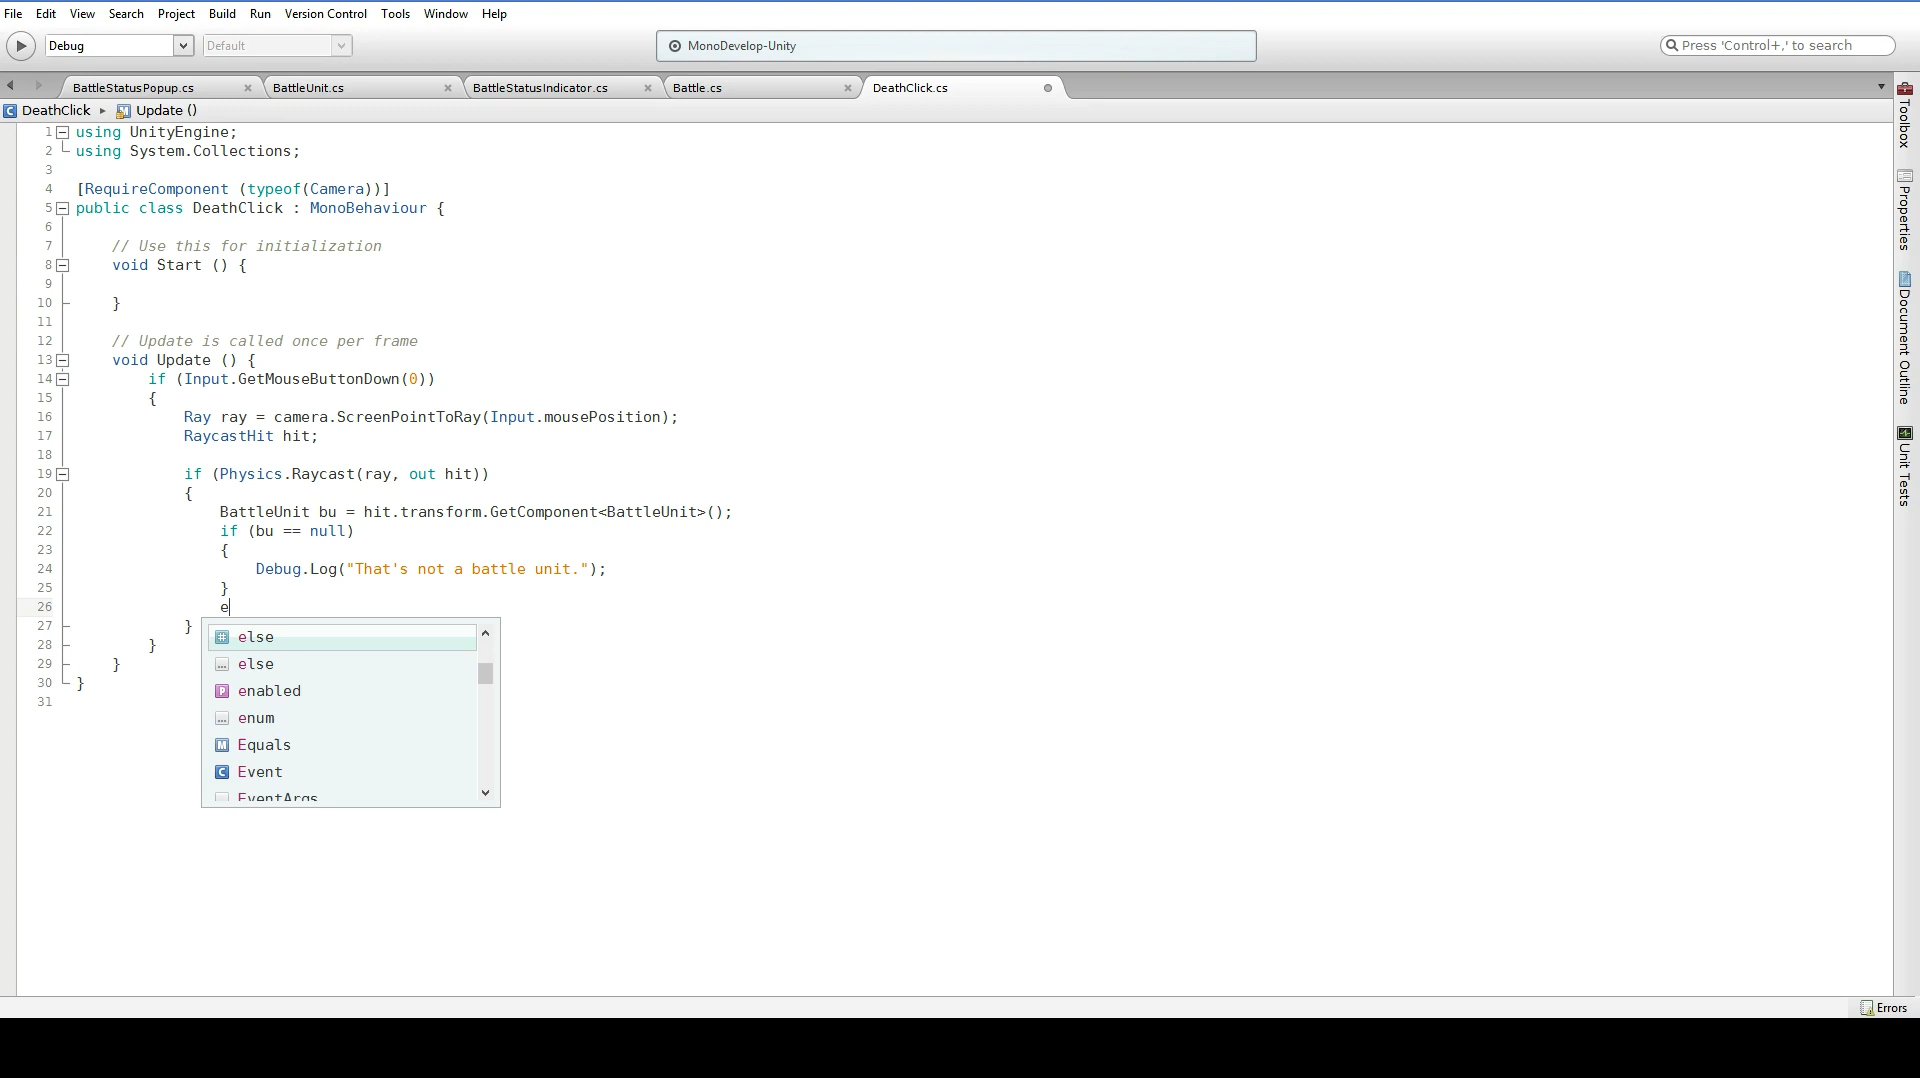 File Edit View Search Project Build Run Version Control Tools Window Help
Debug Default MonoDevelop-Unity Press 'Control+,' to search
BattleStatusPopup.cs BattleUnit.cs BattleStatusIndicator.cs Battle.cs DeathClick.cs
DeathClick Update ()
1 using UnityEngine;
2 using System.Collections;
3
4 [RequireComponent (typeof(Camera))]
5 public class DeathClick : MonoBehaviour {
6
7 // Use this for initialization
8 void Start () {
9
10 }
11
12 // Update is called once per frame
13 void Update () {
14 if (Input.GetMouseButtonDown(0))
15 {
16 Ray ray = camera.ScreenPointToRay(Input.mousePosition);
17 RaycastHit hit;
18
19 if (Physics.Raycast(ray, out hit))
20 {
21 BattleUnit bu = hit.transform.GetComponent<BattleUnit>();
22 if (bu == null)
23 {
24 Debug.Log("That's not a battle unit.");
25 }
26 e
27 }
28 }
29 }
30 }
31
else
else
enabled
enum
Equals
Event
EventArgs
Toolbox
Properties
Document Outline
Unit Tests
Errors